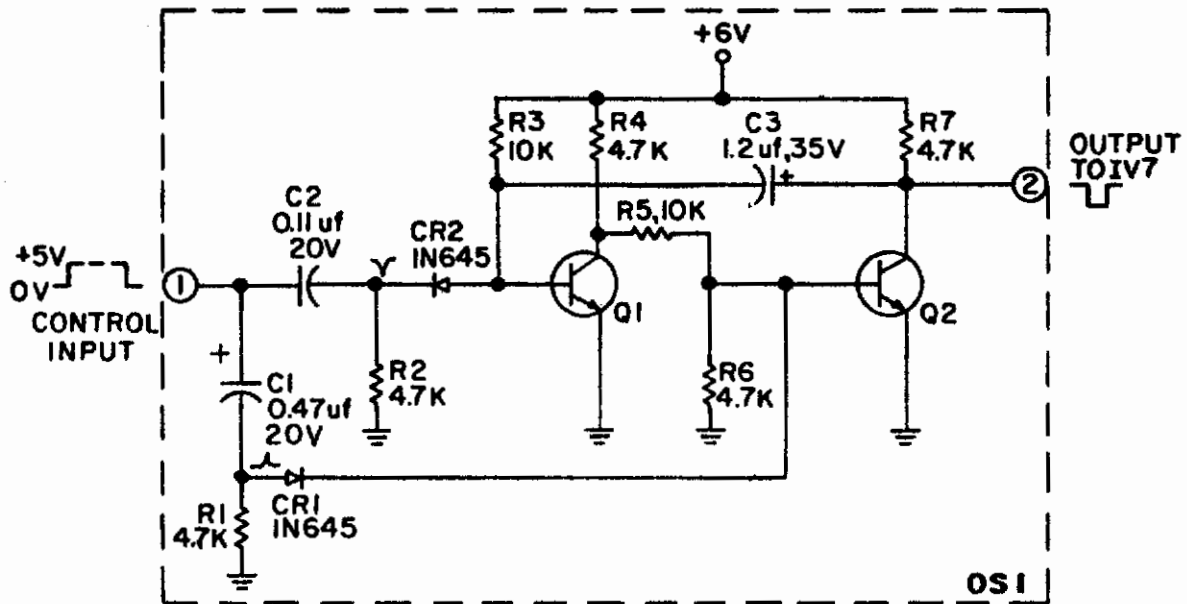 +6V
R3
10K
R4
4.7K
C3
1.2uf,35V
+
R7
4.7K
OUTPUT
TO IV7
2
C2
0.11uf
20V
R5,10K
CR2
IN645
+5V
0V
1
CONTROL
INPUT
Q1
Q2
+
C1
0.47uf
20V
R2
4.7K
R6
4.7K
R1
4.7K
CR1
IN645
OS1